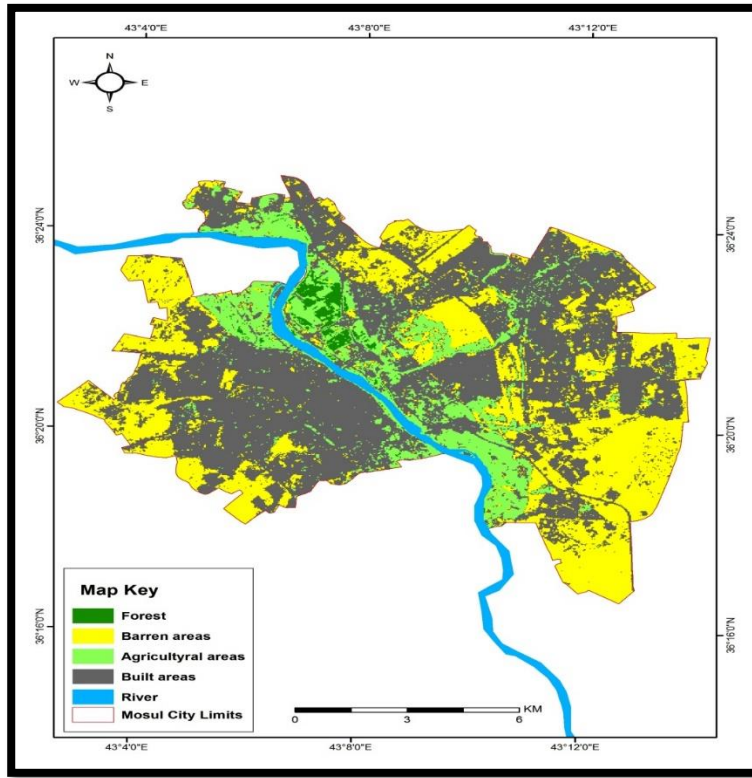 43°4'0"E 43°8'0"E 43°12'0"E
N
W E
S
36°24'0"N 36°24'0"N
36°20'0"N 36°20'0"N
36°16'0"N 36°16'0"N
Map Key
Forest
Barren areas
Agricultyral areas
Built areas
River
Mosul City Limits
KM
0 3 6
43°4'0"E 43°8'0"E 43°12'0"E